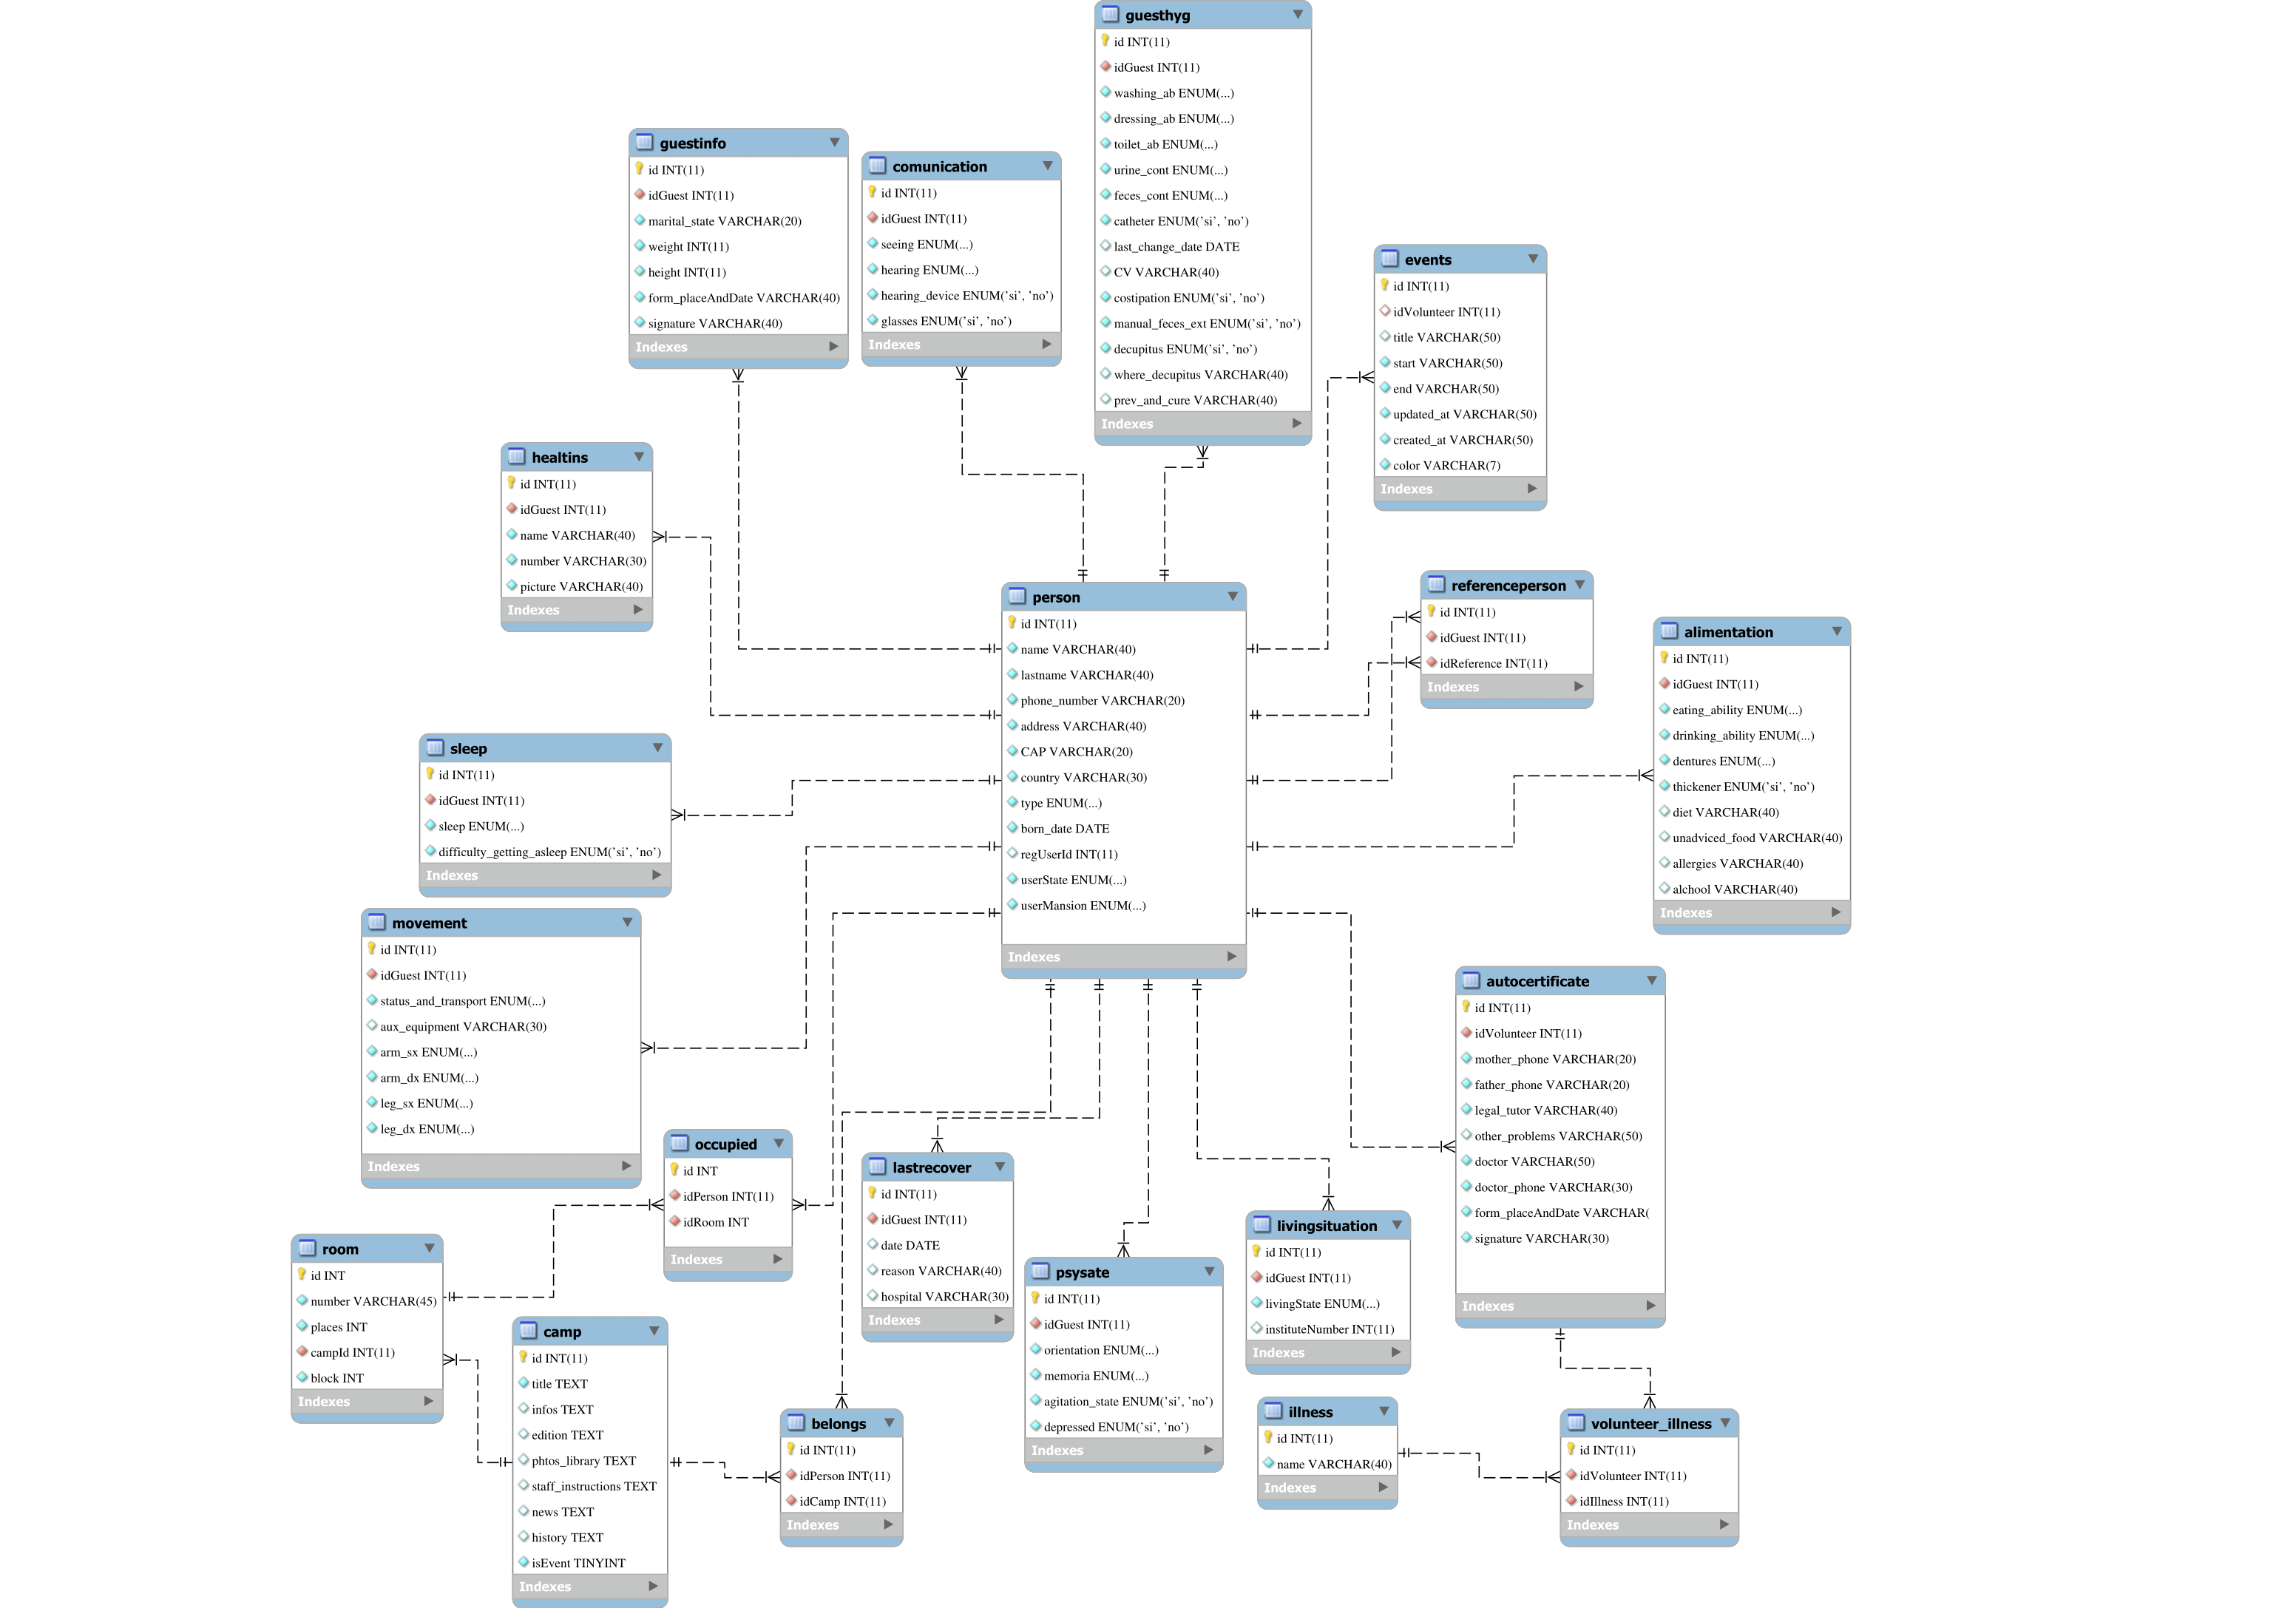 guesthyg
id INT(11)
idGuest INT(11)
washing_ab ENUM(...)
dressing_ab ENUM(...)
toilet_ab ENUM(...)
urine_cont ENUM(...)
feces_cont ENUM(...)
catheter ENUM('si', 'no')
last_change_date DATE
CV VARCHAR(40)
costipation ENUM('si', 'no')
manual_feces_ext ENUM('si', 'no')
decupitus ENUM('si', 'no')
where_decupitus VARCHAR(40)
prev_and_cure VARCHAR(40)
Indexes
guestinfo
id INT(11)
idGuest INT(11)
marital_state VARCHAR(20)
weight INT(11)
height INT(11)
form_placeAndDate VARCHAR(40)
signature VARCHAR(40)
Indexes
comunication
id INT(11)
idGuest INT(11)
seeing ENUM(...)
hearing ENUM(...)
hearing_device ENUM('si', 'no')
glasses ENUM('si', 'no')
Indexes
events
id INT(11)
idVolunteer INT(11)
title VARCHAR(50)
start VARCHAR(50)
end VARCHAR(50)
updated_at VARCHAR(50)
created_at VARCHAR(50)
color VARCHAR(7)
Indexes
healtins
id INT(11)
idGuest INT(11)
name VARCHAR(40)
number VARCHAR(30)
picture VARCHAR(40)
Indexes
person
id INT(11)
name VARCHAR(40)
lastname VARCHAR(40)
phone_number VARCHAR(20)
address VARCHAR(40)
CAP VARCHAR(20)
country VARCHAR(30)
type ENUM(...)
born_date DATE
regUserId INT(11)
userState ENUM(...)
userMansion ENUM(...)
Indexes
referenceperson
id INT(11)
idGuest INT(11)
idReference INT(11)
Indexes
alimentation
id INT(11)
idGuest INT(11)
eating_ability ENUM(...)
drinking_ability ENUM(...)
dentures ENUM(...)
thickener ENUM('si', 'no')
diet VARCHAR(40)
unadviced_food VARCHAR(40)
allergies VARCHAR(40)
alchool VARCHAR(40)
Indexes
sleep
id INT(11)
idGuest INT(11)
sleep ENUM(...)
difficulty_getting_asleep ENUM('si', 'no')
Indexes
movement
id INT(11)
idGuest INT(11)
status_and_transport ENUM(...)
aux_equipment VARCHAR(30)
arm_sx ENUM(...)
arm_dx ENUM(...)
leg_sx ENUM(...)
leg_dx ENUM(...)
Indexes
autocertificate
id INT(11)
idVolunteer INT(11)
mother_phone VARCHAR(20)
father_phone VARCHAR(20)
legal_tutor VARCHAR(40)
other_problems VARCHAR(50)
doctor VARCHAR(50)
doctor_phone VARCHAR(30)
form_placeAndDate VARCHAR(
signature VARCHAR(30)
Indexes
occupied
id INT
idPerson INT(11)
idRoom INT
Indexes
lastrecover
id INT(11)
idGuest INT(11)
date DATE
reason VARCHAR(40)
hospital VARCHAR(30)
Indexes
livingsituation
id INT(11)
idGuest INT(11)
livingState ENUM(...)
instituteNumber INT(11)
Indexes
room
id INT
number VARCHAR(45)
places INT
campId INT(11)
block INT
Indexes
psysate
id INT(11)
idGuest INT(11)
orientation ENUM(...)
memoria ENUM(...)
agitation_state ENUM('si', 'no')
depressed ENUM('si', 'no')
Indexes
camp
id INT(11)
title TEXT
infos TEXT
edition TEXT
phtos_library TEXT
staff_instructions TEXT
news TEXT
history TEXT
isEvent TINYINT
Indexes
belongs
id INT(11)
idPerson INT(11)
idCamp INT(11)
Indexes
illness
id INT(11)
name VARCHAR(40)
Indexes
volunteer_illness
id INT(11)
idVolunteer INT(11)
idIllness INT(11)
Indexes